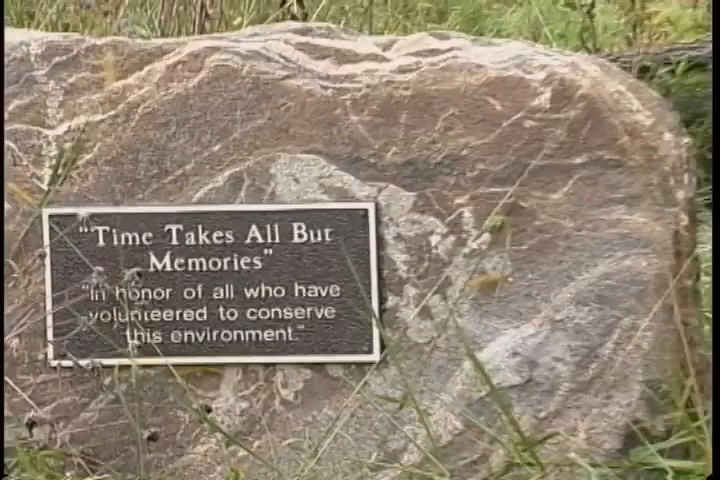 "Time Takes All But
Memories"
"In honor of all who have
volunteered to conserve
this environment."